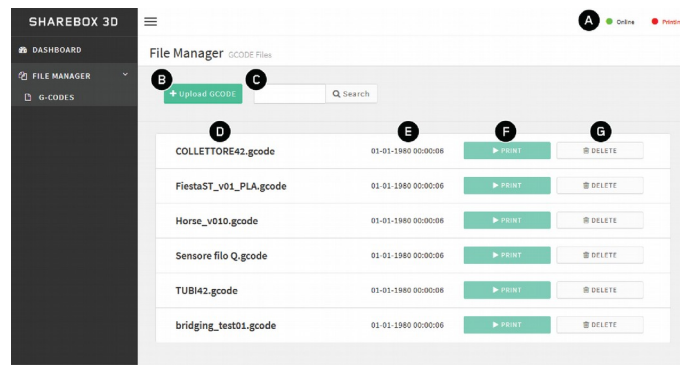 SHAREBOX 3D
A Online Printin
DASHBOARD
File Manager GCODE Files
FILE MANAGER
G-CODES
B C
+ Upload GCODE Search
D E F G
COLLETTORE42.gcode 01-01-1980 00:00:06 PRINT DELETE
FiestaST_v01_PLA.gcode 01-01-1980 00:00:06 PRINT DELETE
Horse_v010.gcode 01-01-1980 00:00:06 PRINT DELETE
Sensore filo Q.gcode 01-01-1980 00:00:06 PRINT DELETE
TUBI42.gcode 01-01-1980 00:00:06 PRINT DELETE
bridging_test01.gcode 01-01-1980 00:00:06 PRINT DELETE